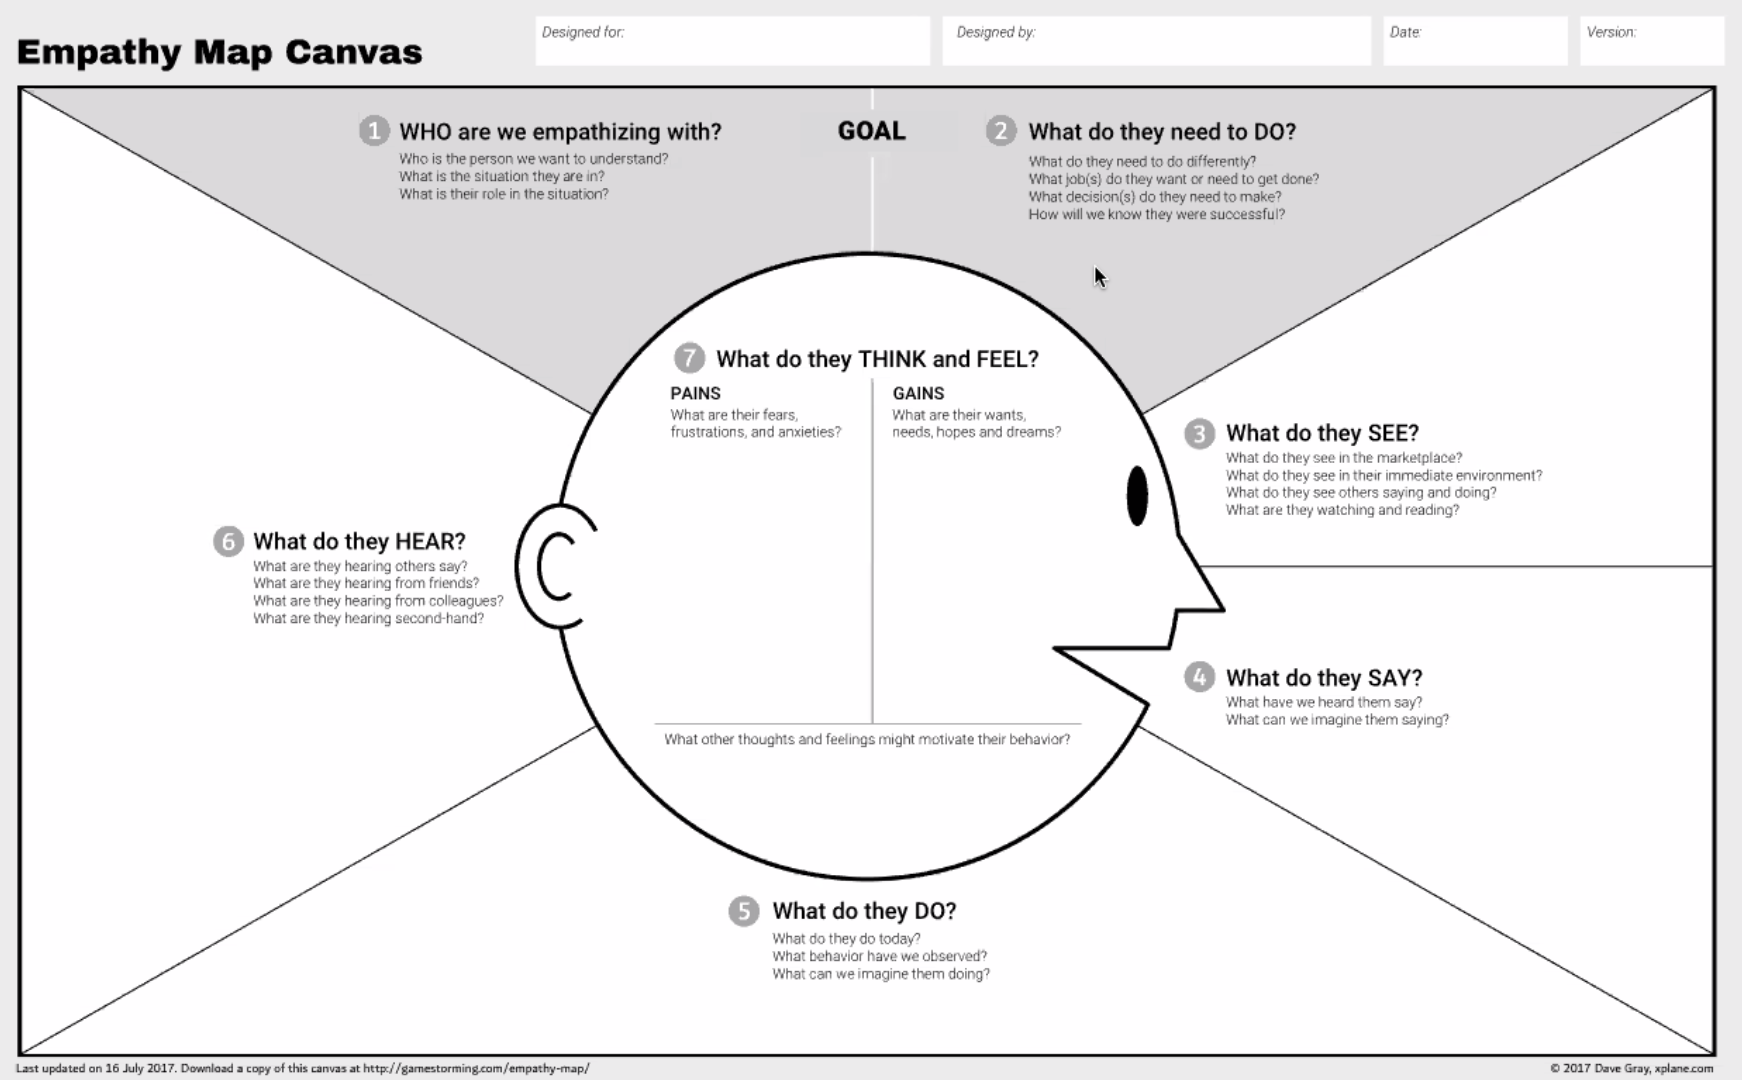 Empathy Map Canvas
Designed for:
Designed by:
Date:
Version:
1 WHO are we empathizing with?
Who is the person we want to understand?
What is the situation they are in?
What is their role in the situation?
GOAL
2 What do they need to DO?
What do they need to do differently?
What job(s) do they want or need to get done?
What decision(s) do they need to make?
How will we know they were successful?
3 What do they SEE?
What do they see in the marketplace?
What do they see in their immediate environment?
What do they see others saying and doing?
What are they watching and reading?
4 What do they SAY?
What have we heard them say?
What can we imagine them saying?
5 What do they DO?
What do they do today?
What behavior have we observed?
What can we imagine them doing?
6 What do they HEAR?
What are they hearing others say?
What are they hearing from friends?
What are they hearing from colleagues?
What are they hearing second-hand?
7 What do they THINK and FEEL?
PAINS
What are their fears,
frustrations, and anxieties?
GAINS
What are their wants,
needs, hopes and dreams?
What other thoughts and feelings might motivate their behavior?
Last updated on 16 July 2017. Download a copy of this canvas at http://gamestorming.com/empathy-map/
© 2017 Dave Gray, xplane.com